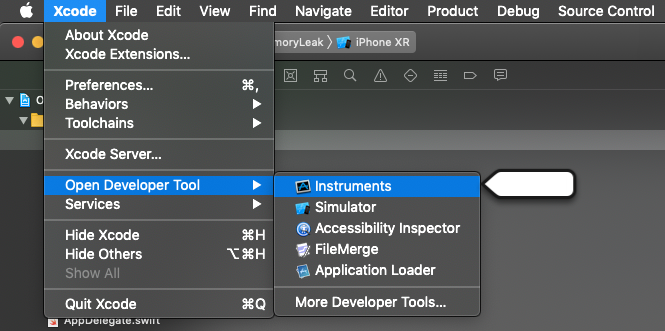 Xcode File Edit View Find Navigate Editor Product Debug Source Control
About Xcode
Xcode Extensions...
moryLeak 〉 iPhone XR
Preferences... ⌘,
Behaviors ▶
Toolchains ▶
Xcode Server...
Open Developer Tool ▶
Services ▶
Hide Xcode ⌘H
Hide Others ⌥⌘H
Show All
Quit Xcode ⌘Q
Instruments
Simulator
Accessibility Inspector
FileMerge
Application Loader
More Developer Tools...
O
AppDelegate.swift